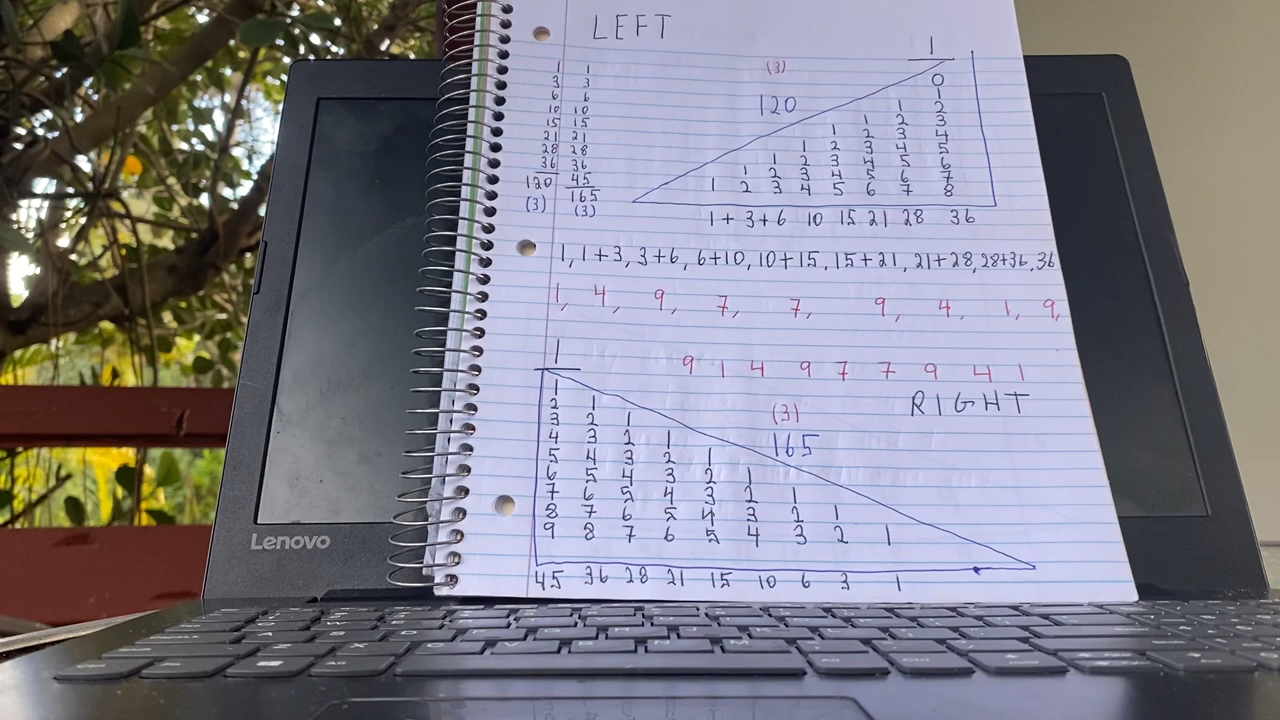 LEFT
1 1
3 3
6 6
10 10
15 15
21 21
28 28
36 36
120 45
165
(3) (3)
1
(3)
120
0
1
1 2
1 2 3
1 2 3 4
1 2 3 4 5
1 2 3 4 5 6
1 2 3 4 5 6 7
1 2 3 4 5 6 7 8
1 + 3 + 6 10 15 21 28 36
1, 1+3, 3+6, 6+10, 10+15, 15+21, 21+28, 28+36, 36
1, 4, 9, 7, 7, 9, 4, 1, 9,
9 1 4 9 7 7 9 4 1
RIGHT
1
(3)
165
1
2 1
3 2 1
4 3 2 1
5 4 3 2 1
6 5 4 3 2 1
7 6 5 4 3 2 1
8 7 6 5 4 3 2 1
9 8 7 6 5 4 3 2 1
45 36 28 21 15 10 6 3 1
Lenovo